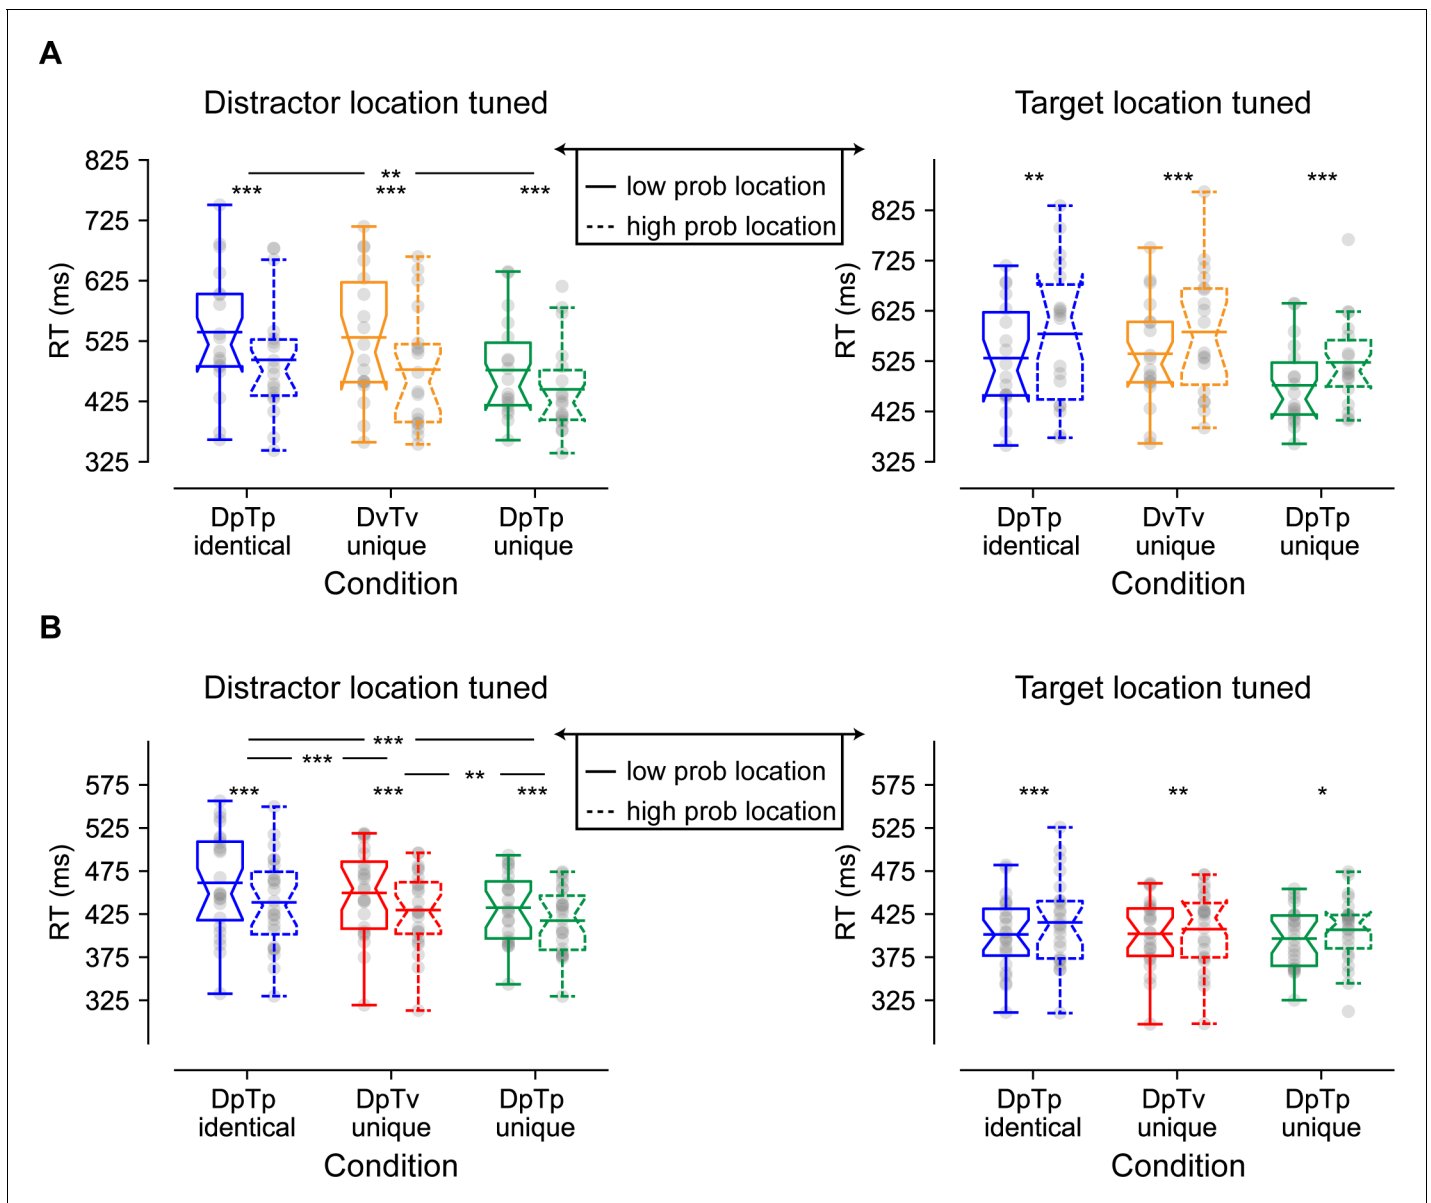 A
Distractor location tuned
Target location tuned
825
725
625
525
425
325
RT (ms)
**
***
***
***
low prob location
high prob location
825
725
625
525
425
325
RT (ms)
**
***
***
DpTp
identical
DvTv
unique
DpTp
unique
Condition
DpTp
identical
DvTv
unique
DpTp
unique
Condition
B
Distractor location tuned
Target location tuned
575
525
475
425
375
325
RT (ms)
***
***
**
***
***
***
low prob location
high prob location
575
525
475
425
375
325
RT (ms)
***
**
*
DpTp
identical
DpTv
unique
DpTp
unique
Condition
DpTp
identical
DpTv
unique
DpTp
unique
Condition